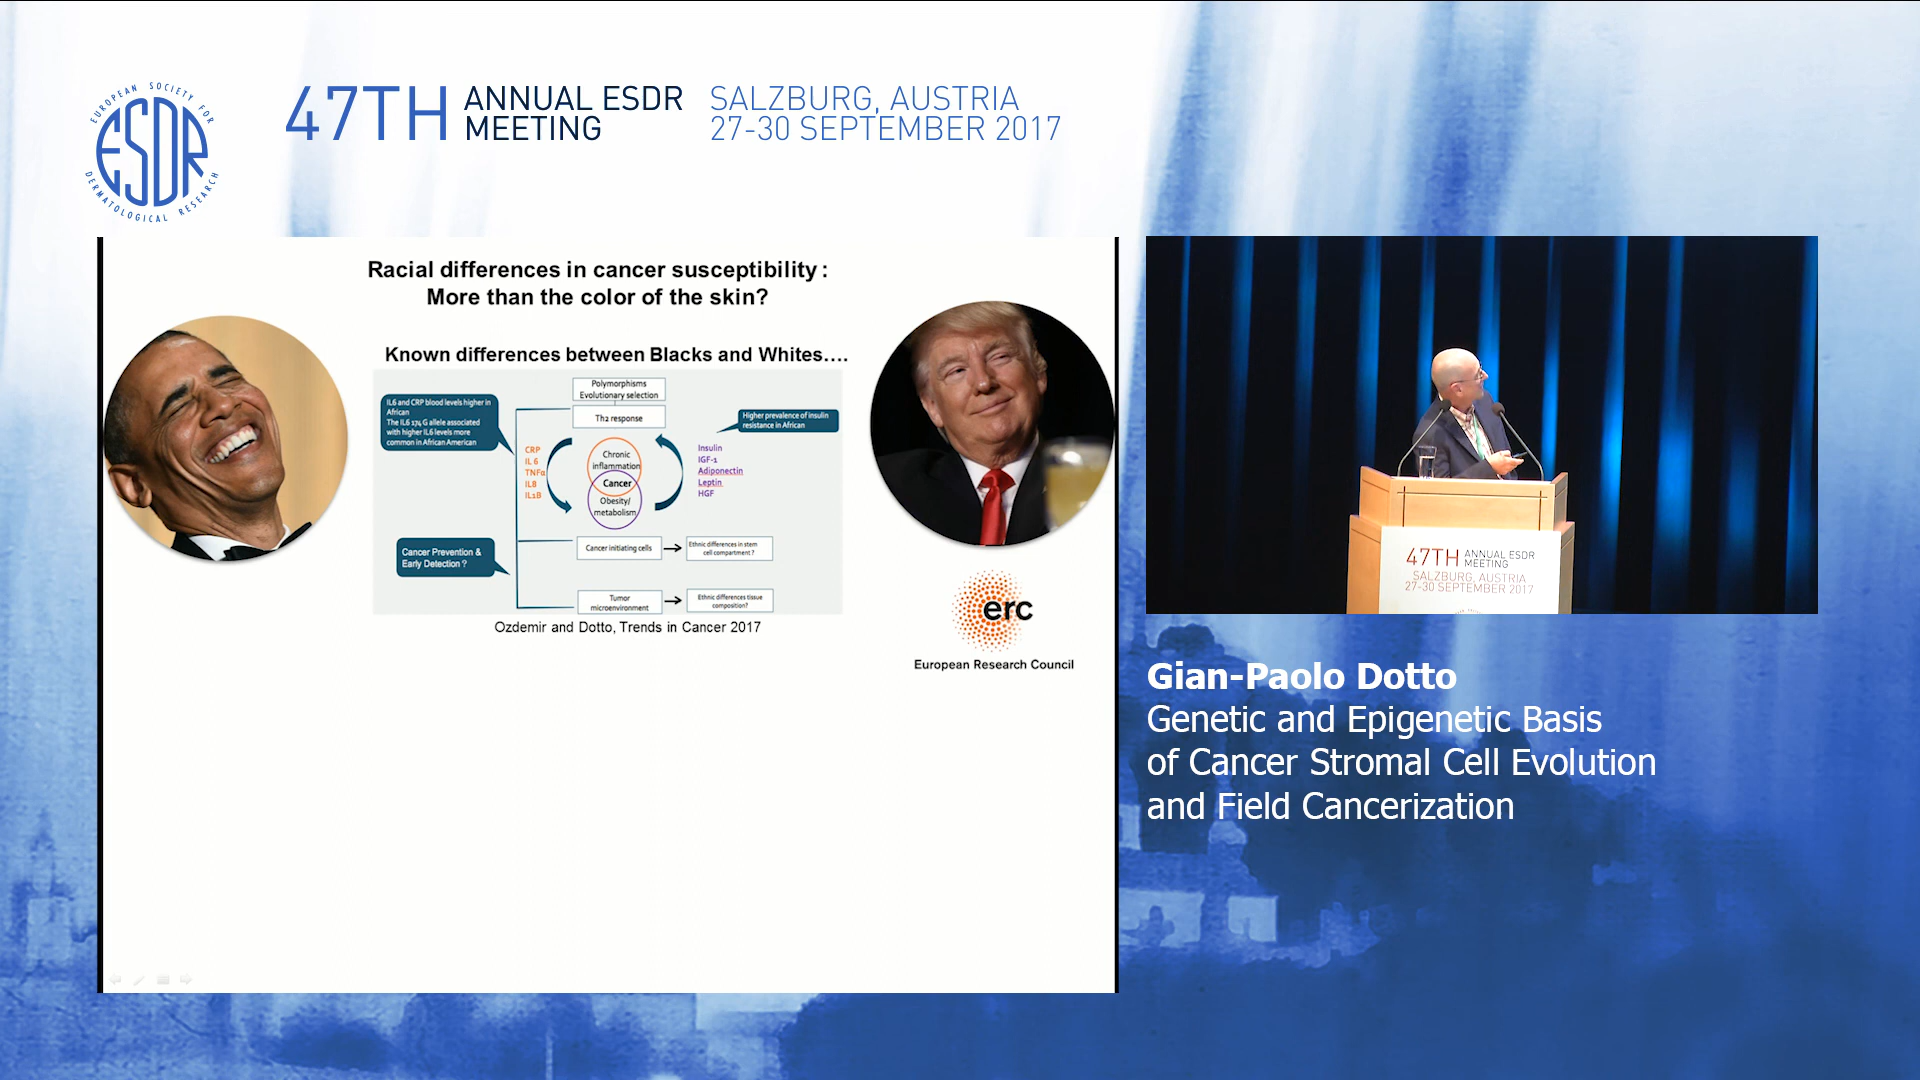 EUROPEAN SOCIETY FOR
ESDR
DERMATOLOGICAL RESEARCH
47TH ANNUAL ESDR MEETING
SALZBURG, AUSTRIA
27-30 SEPTEMBER 2017
Racial differences in cancer susceptibility :
More than the color of the skin?
Known differences between Blacks and Whites....
Polymorphisms
Evolutionary selection
Th2 response
IL6 and CRP blood levels higher in
African
The IL6 174 G allele associated
with higher IL6 levels more
common in African American
Higher prevalence of insulin
resistance in African
CRP
IL 6
TNFα
IL8
IL1B
Chronic
inflammation
Cancer
Obesity/
metabolism
Insulin
IGF-1
Adiponectin
Leptin
HGF
Cancer Prevention &
Early Detection ?
Cancer initiating cells
Ethnic differences in stem
cell compartment ?
Tumor
microenvironment
Ethnic differences tissue
composition?
Ozdemir and Dotto, Trends in Cancer 2017
erc
European Research Council
47TH ANNUAL ESDR MEETING
SALZBURG, AUSTRIA
27-30 SEPTEMBER 2017
Gian-Paolo Dotto
Genetic and Epigenetic Basis
of Cancer Stromal Cell Evolution
and Field Cancerization